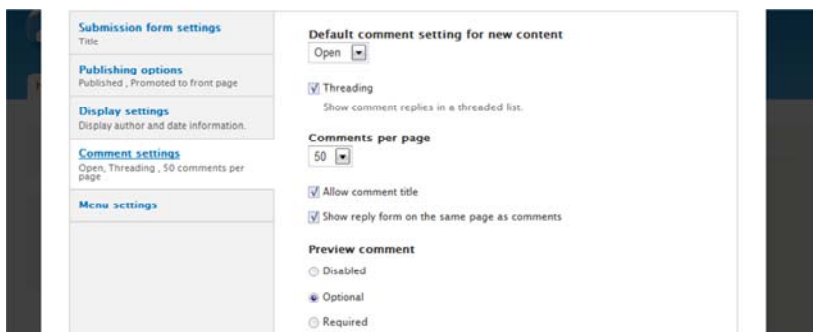 Submission form settings
Title
Publishing options
Published , Promoted to front page
Display settings
Display author and date information.
Comment settings
Open, Threading , 50 comments per
page
Menu settings
Default comment setting for new content
Open
Threading
Show comment replies in a threaded list.
Comments per page
50
Allow comment title
Show reply form on the same page as comments
Preview comment
Disabled
Optional
Required